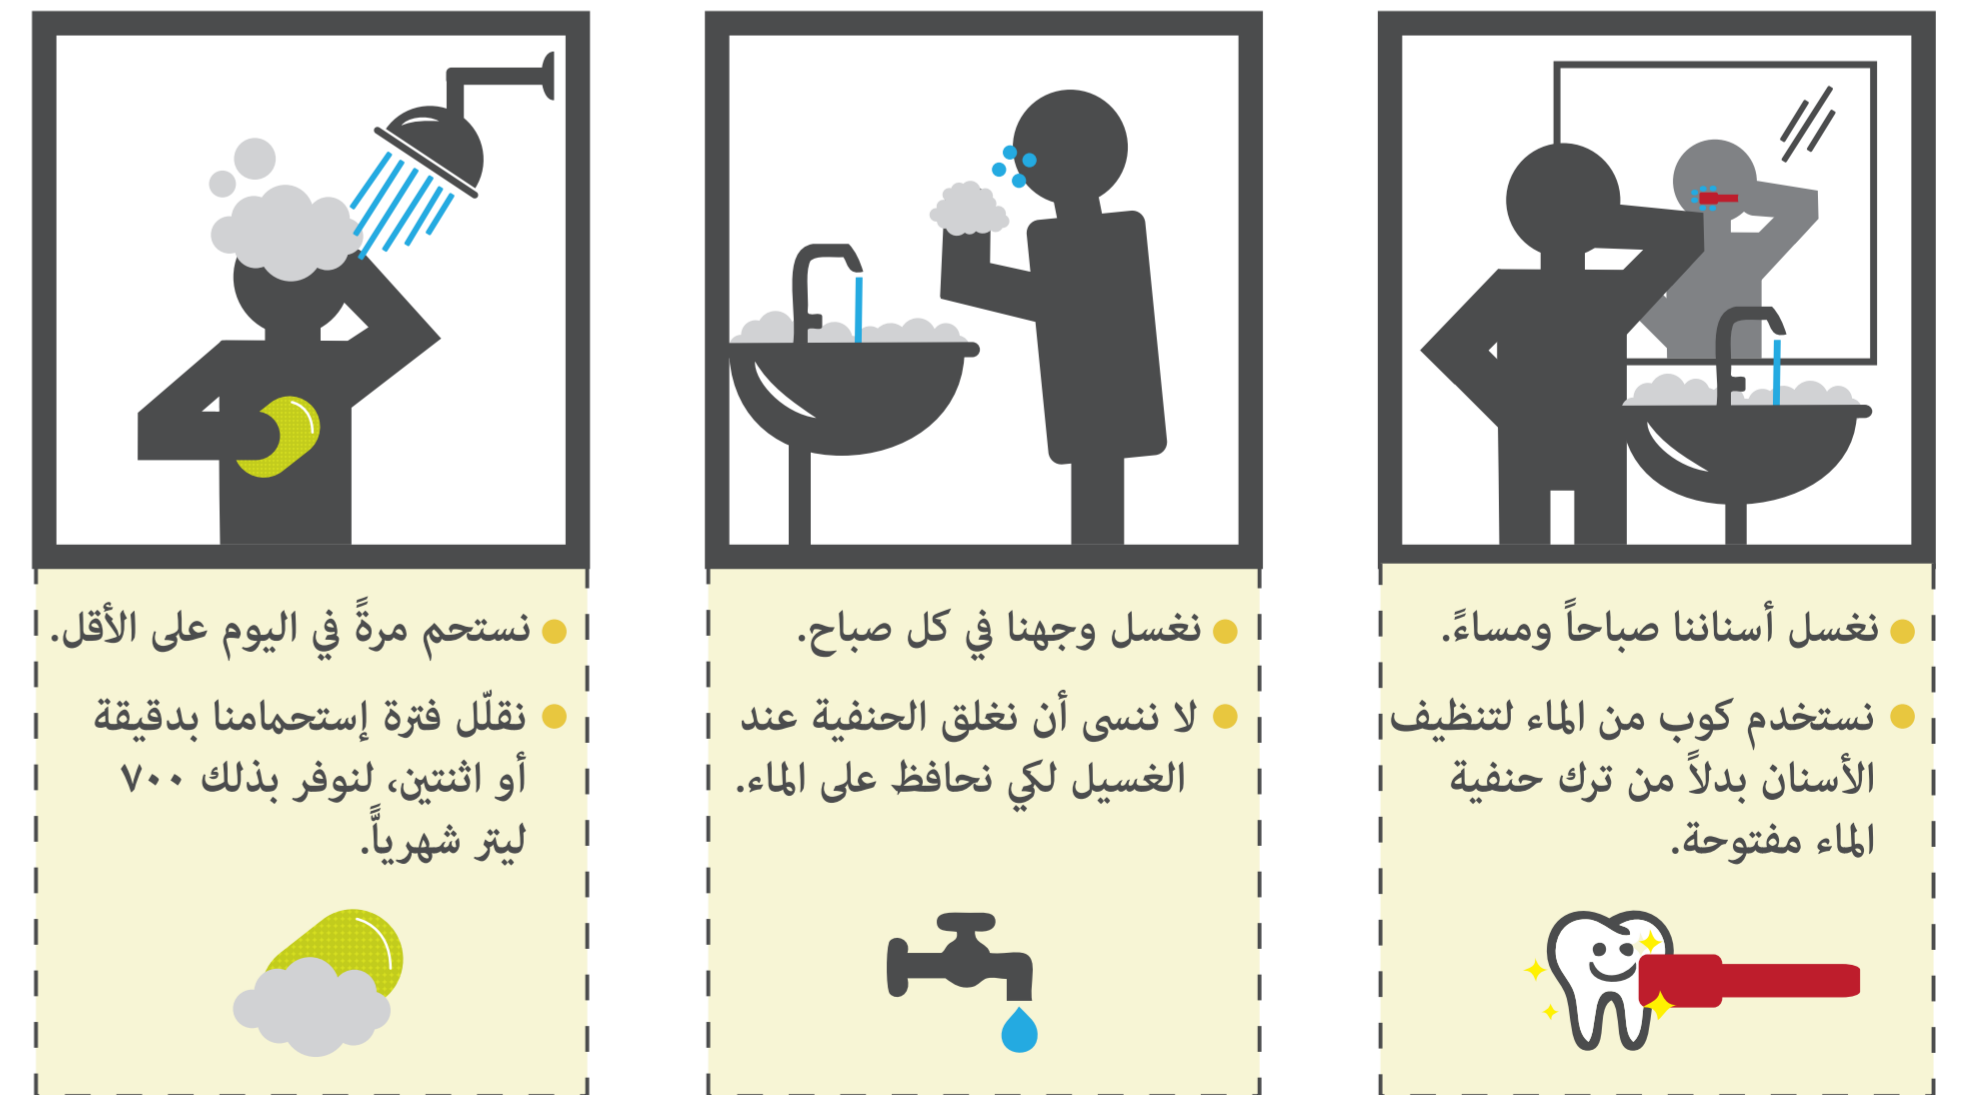 نغسل أسناننا صباحاً ومساءً.
نستخدم كوب من الماء لتنظيف
الأسنان بدلاً من ترك حنفية
الماء مفتوحة.
نغسل وجهنا في كل صباح.
لا ننسى أن نغلق الحنفية عند
الغسيل لكي نحافظ على الماء.
نستحم مرةً في اليوم على الأقل.
نقلّل فترة إستحمامنا بدقيقة
أو اثنتين، لنوفر بذلك ٧٠٠
ليتر شهرياًّ.